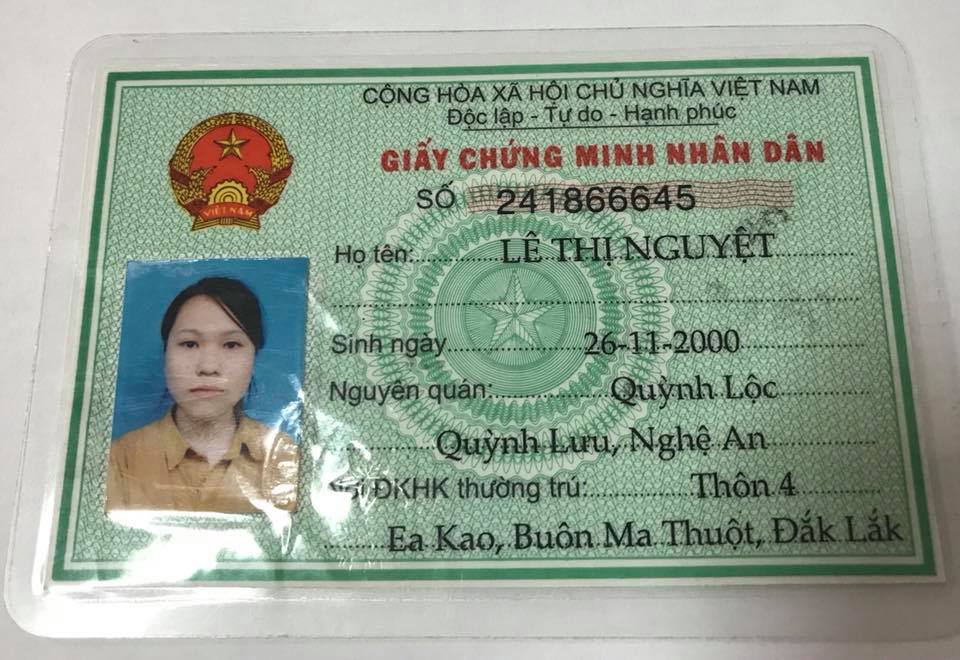 CỘNG HÒA XÃ HỘI CHỦ NGHĨA VIỆT NAM
Độc lập - Tự do - Hạnh phúc
GIẤY CHỨNG MINH NHÂN DÂN
SỐ 241866645
VIỆT NAM
Họ tên: LÊ THỊ NGUYỆT
Sinh ngày 26-11-2000
Nguyên quán: Quỳnh Lộc
Quỳnh Lưu, Nghệ An
ĐKHK thường trú: Thôn 4
Ea Kao, Buôn Ma Thuột, Đắk Lắk